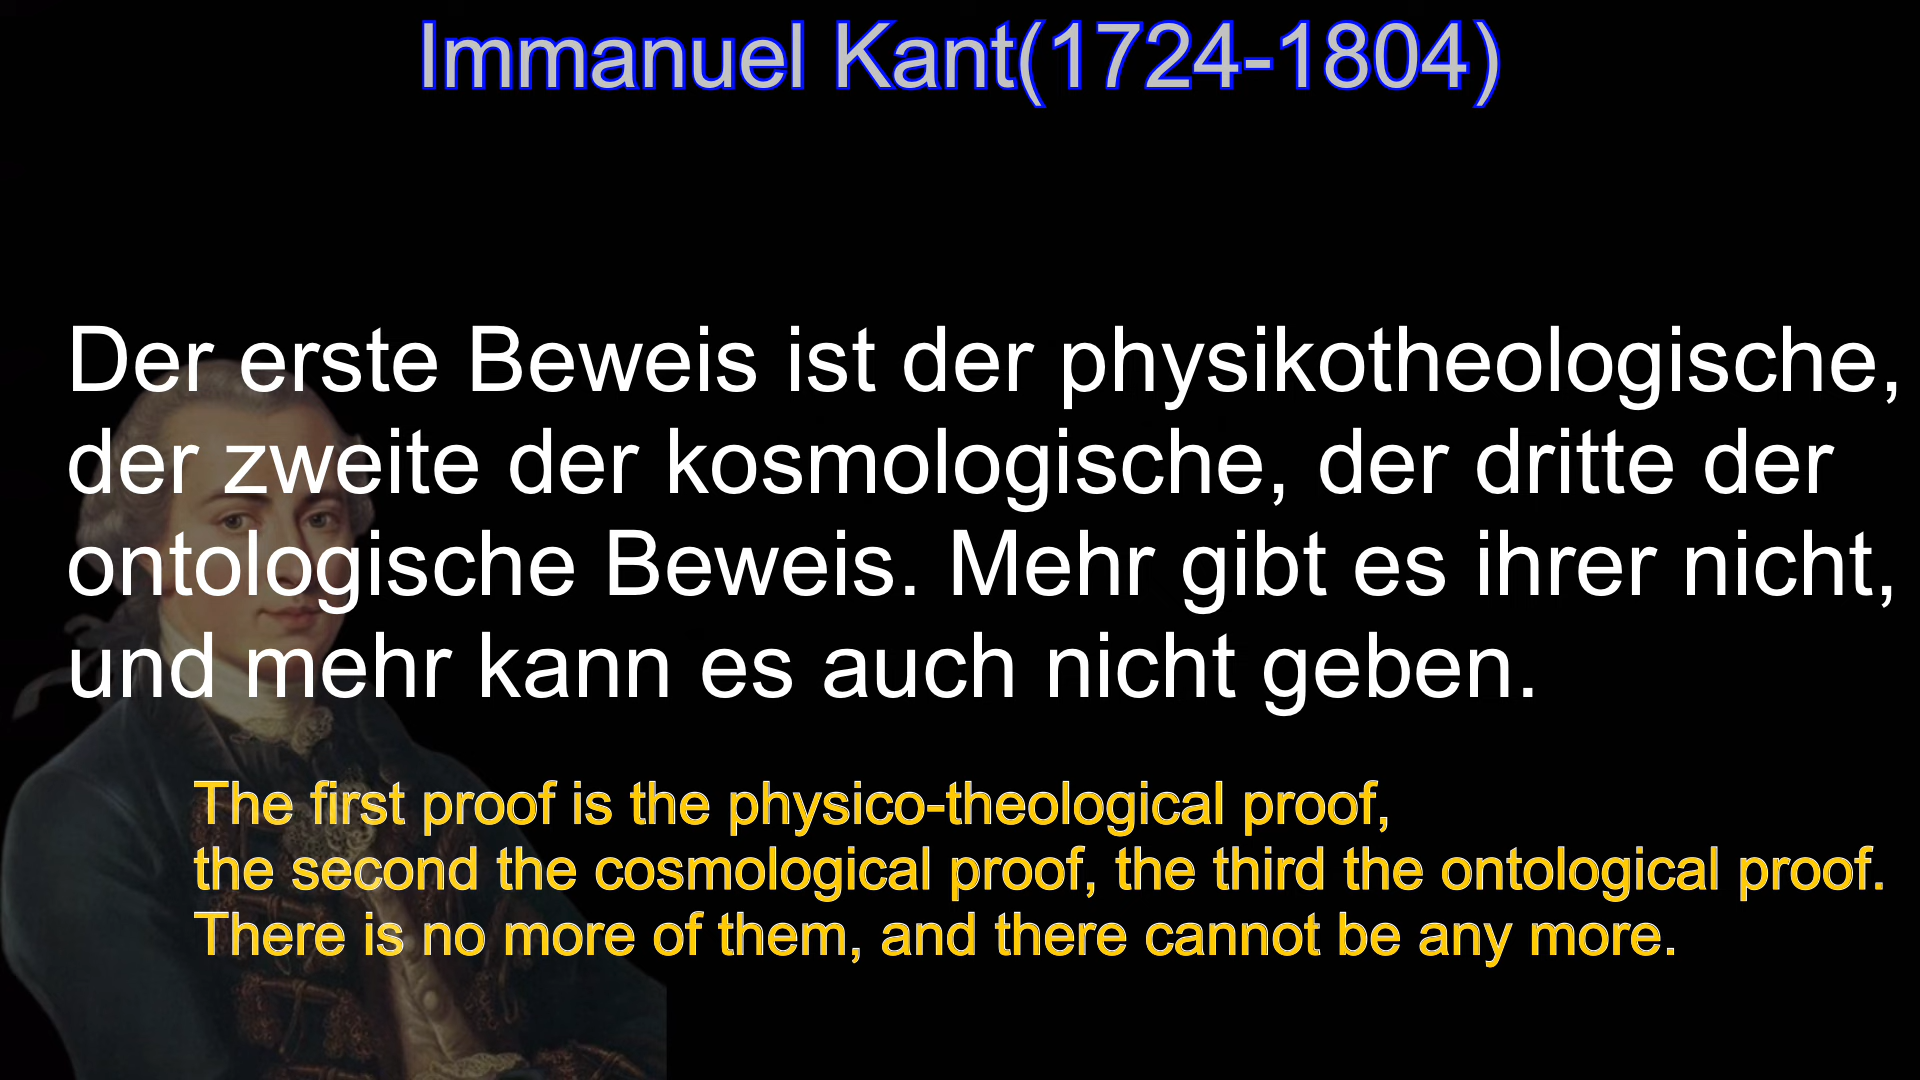 Immanuel Kant(1724-1804)
Der erste Beweis ist der physikotheologische,
der zweite der kosmologische, der dritte der
ontologische Beweis. Mehr gibt es ihrer nicht,
und mehr kann es auch nicht geben.
The first proof is the physico-theological proof,
the second the cosmological proof, the third the ontological proof.
There is no more of them, and there cannot be any more.